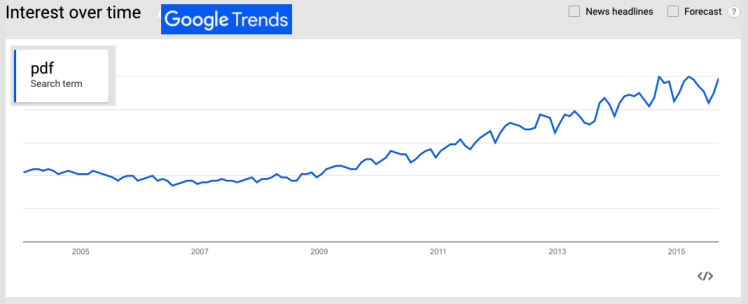 Interest over time
Google Trends
News headlines
Forecast
?
pdf
Search term
2005
2007
2009
2011
2013
2015
</>